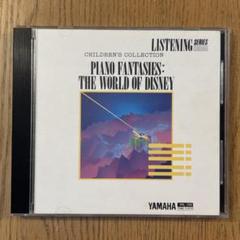 LISTENING SERIES
CHILDREN'S COLLECTION
PIANO FANTASIES:
THE WORLD OF DISNEY
YAMAHA